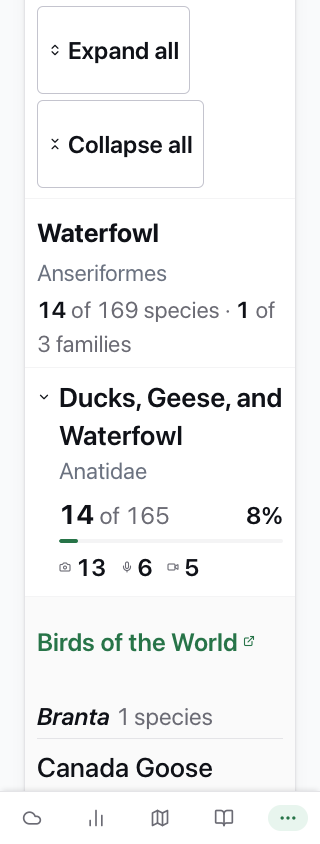 Expand all
Collapse all
Waterfowl
Anseriformes
14 of 169 species · 1 of
3 families
Ducks, Geese, and
Waterfowl
Anatidae
14 of 165 8%
13 6 5
Birds of the World
Branta 1 species
Canada Goose